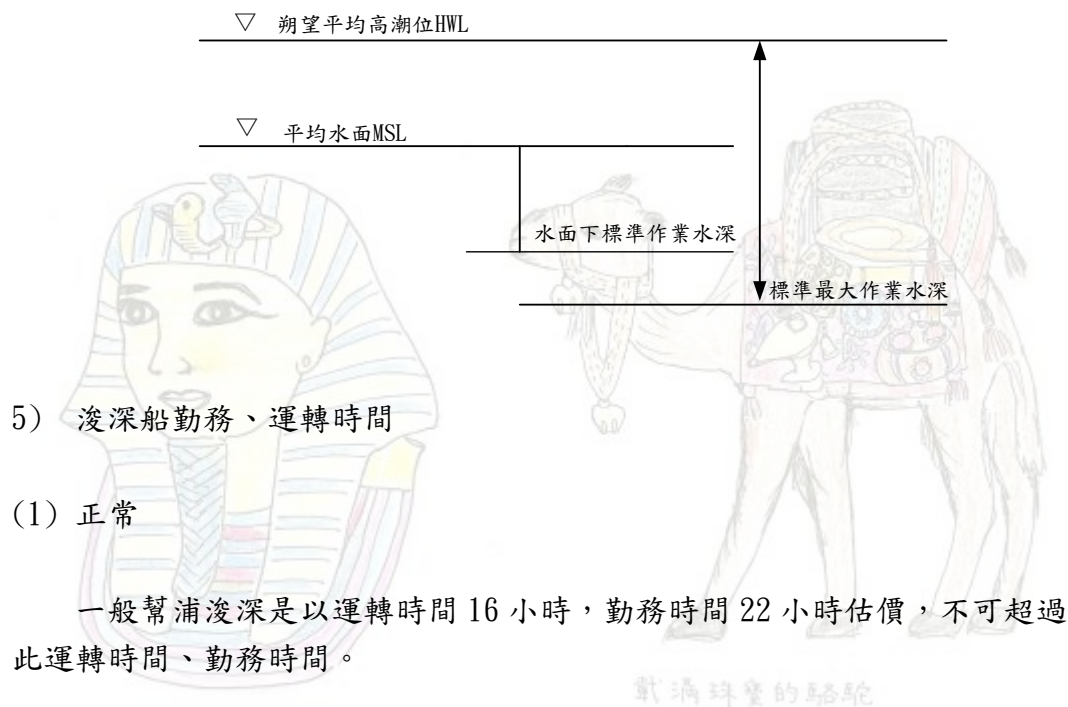 ▽ 朔望平均高潮位HWL
▽ 平均水面MSL
水面下標準作業水深
標準最大作業水深
5) 浚深船勤務、運轉時間
(1) 正常
一般幫浦浚深是以運轉時間 16 小時，勤務時間 22 小時估價，不可超過
此運轉時間、勤務時間。
載滿珠寶的駱駝